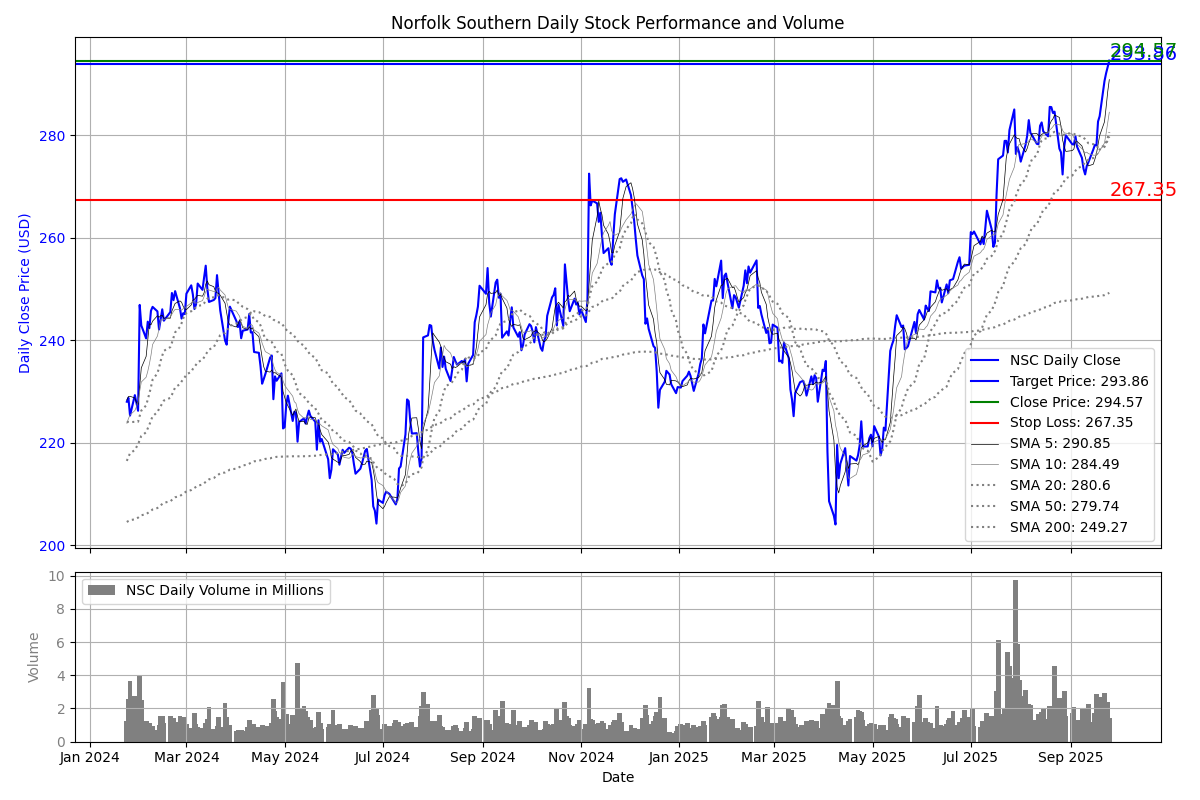 Norfolk Southern Daily Stock Performance and Volume
294.57
293.86
280
267.35
260
240
220
200
Daily Close Price (USD)
NSC Daily Close
Target Price: 293.86
Close Price: 294.57
Stop Loss: 267.35
SMA 5: 290.85
SMA 10: 284.49
SMA 20: 280.6
SMA 50: 279.74
SMA 200: 249.27
10
8
6
4
2
0
Volume
NSC Daily Volume in Millions
Jan 2024 Mar 2024 May 2024 Jul 2024 Sep 2024 Nov 2024 Jan 2025 Mar 2025 May 2025 Jul 2025 Sep 2025
Date